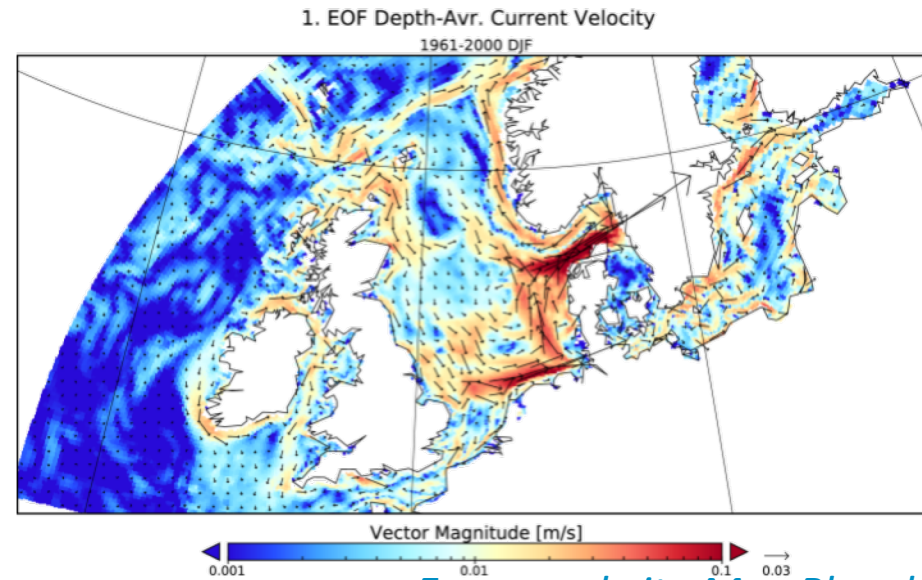 1. EOF Depth-Avr. Current Velocity
1961-2000 DJF
Vector Magnitude [m/s]
0.001
0.01
0.1
0.03